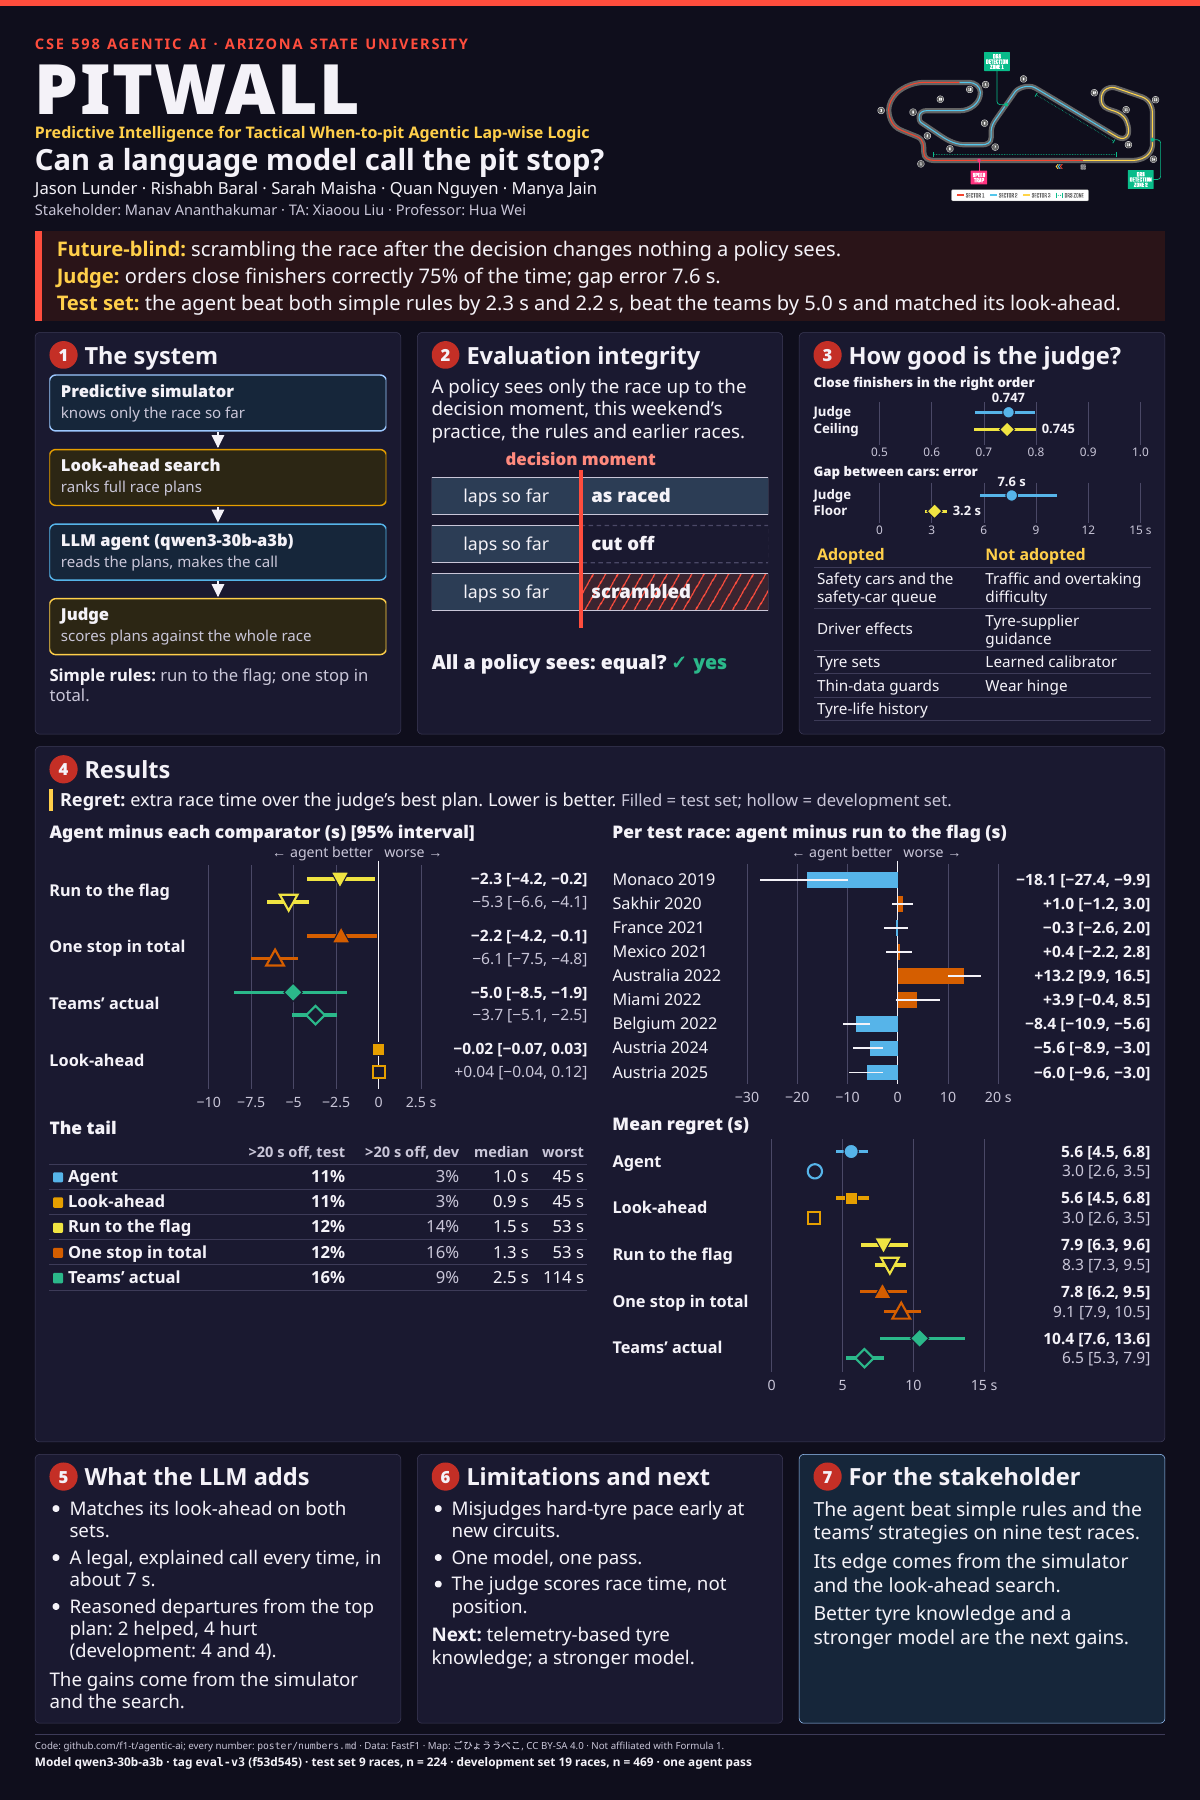 CSE 598 AGENTIC AI · ARIZONA STATE UNIVERSITY
PITWALL
Predictive Intelligence for Tactical When-to-pit Agentic Lap-wise Logic
Can a language model call the pit stop?
Jason Lunder · Rishabh Baral · Sarah Maisha · Quan Nguyen · Manya Jain
Stakeholder: Manav Ananthakumar · TA: Xiaoou Liu · Professor: Hua Wei
DRS DETECTION ZONE 1
SPEED TRAP
DRS DETECTION ZONE 2
SECTOR 1 SECTOR 2 SECTOR 3 DRS ZONE
Future-blind: scrambling the race after the decision changes nothing a policy sees.
Judge: orders close finishers correctly 75% of the time; gap error 7.6 s.
Test set: the agent beat both simple rules by 2.3 s and 2.2 s, beat the teams by 5.0 s and matched its look-ahead.
1 The system
Predictive simulator
knows only the race so far
Look-ahead search
ranks full race plans
LLM agent (qwen3-30b-a3b)
reads the plans, makes the call
Judge
scores plans against the whole race
Simple rules: run to the flag; one stop in
total.
2 Evaluation integrity
A policy sees only the race up to the
decision moment, this weekend’s
practice, the rules and earlier races.
decision moment
laps so far as raced
laps so far cut off
laps so far scrambled
All a policy sees: equal? ✓ yes
3 How good is the judge?
Close finishers in the right order
0.747
Judge
Ceiling 0.745
0.5 0.6 0.7 0.8 0.9 1.0
Gap between cars: error
7.6 s
Judge
Floor 3.2 s
0 3 6 9 12 15 s
Adopted Not adopted
Safety cars and the safety-car queue Traffic and overtaking difficulty
Driver effects Tyre-supplier guidance
Tyre sets Learned calibrator
Thin-data guards Wear hinge
Tyre-life history
4 Results
Regret: extra race time over the judge’s best plan. Lower is better. Filled = test set; hollow = development set.
Agent minus each comparator (s) [95% interval]
← agent better worse →
Run to the flag −2.3 [−4.2, −0.2]
−5.3 [−6.6, −4.1]
One stop in total −2.2 [−4.2, −0.1]
−6.1 [−7.5, −4.8]
Teams’ actual −5.0 [−8.5, −1.9]
−3.7 [−5.1, −2.5]
Look-ahead −0.02 [−0.07, 0.03]
+0.04 [−0.04, 0.12]
−10 −7.5 −5 −2.5 0 2.5 s
The tail
>20 s off, test >20 s off, dev median worst
Agent 11% 3% 1.0 s 45 s
Look-ahead 11% 3% 0.9 s 45 s
Run to the flag 12% 14% 1.5 s 53 s
One stop in total 12% 16% 1.3 s 53 s
Teams’ actual 16% 9% 2.5 s 114 s
Per test race: agent minus run to the flag (s)
← agent better worse →
Monaco 2019 −18.1 [−27.4, −9.9]
Sakhir 2020 +1.0 [−1.2, 3.0]
France 2021 −0.3 [−2.6, 2.0]
Mexico 2021 +0.4 [−2.2, 2.8]
Australia 2022 +13.2 [9.9, 16.5]
Miami 2022 +3.9 [−0.4, 8.5]
Belgium 2022 −8.4 [−10.9, −5.6]
Austria 2024 −5.6 [−8.9, −3.0]
Austria 2025 −6.0 [−9.6, −3.0]
−30 −20 −10 0 10 20 s
Mean regret (s)
Agent 5.6 [4.5, 6.8]
3.0 [2.6, 3.5]
Look-ahead 5.6 [4.5, 6.8]
3.0 [2.6, 3.5]
Run to the flag 7.9 [6.3, 9.6]
8.3 [7.3, 9.5]
One stop in total 7.8 [6.2, 9.5]
9.1 [7.9, 10.5]
Teams’ actual 10.4 [7.6, 13.6]
6.5 [5.3, 7.9]
0 5 10 15 s
5 What the LLM adds
• Matches its look-ahead on both
sets.
• A legal, explained call every time, in
about 7 s.
• Reasoned departures from the top
plan: 2 helped, 4 hurt
(development: 4 and 4).
The gains come from the simulator
and the search.
6 Limitations and next
• Misjudges hard-tyre pace early at
new circuits.
• One model, one pass.
• The judge scores race time, not
position.
Next: telemetry-based tyre
knowledge; a stronger model.
7 For the stakeholder
The agent beat simple rules and the
teams’ strategies on nine test races.
Its edge comes from the simulator
and the look-ahead search.
Better tyre knowledge and a
stronger model are the next gains.
Code: github.com/f1-t/agentic-ai; every number: poster/numbers.md · Data: FastF1 · Map: ごひょううべこ, CC BY-SA 4.0 · Not affiliated with Formula 1.
Model qwen3-30b-a3b · tag eval-v3 (f53d545) · test set 9 races, n = 224 · development set 19 races, n = 469 · one agent pass